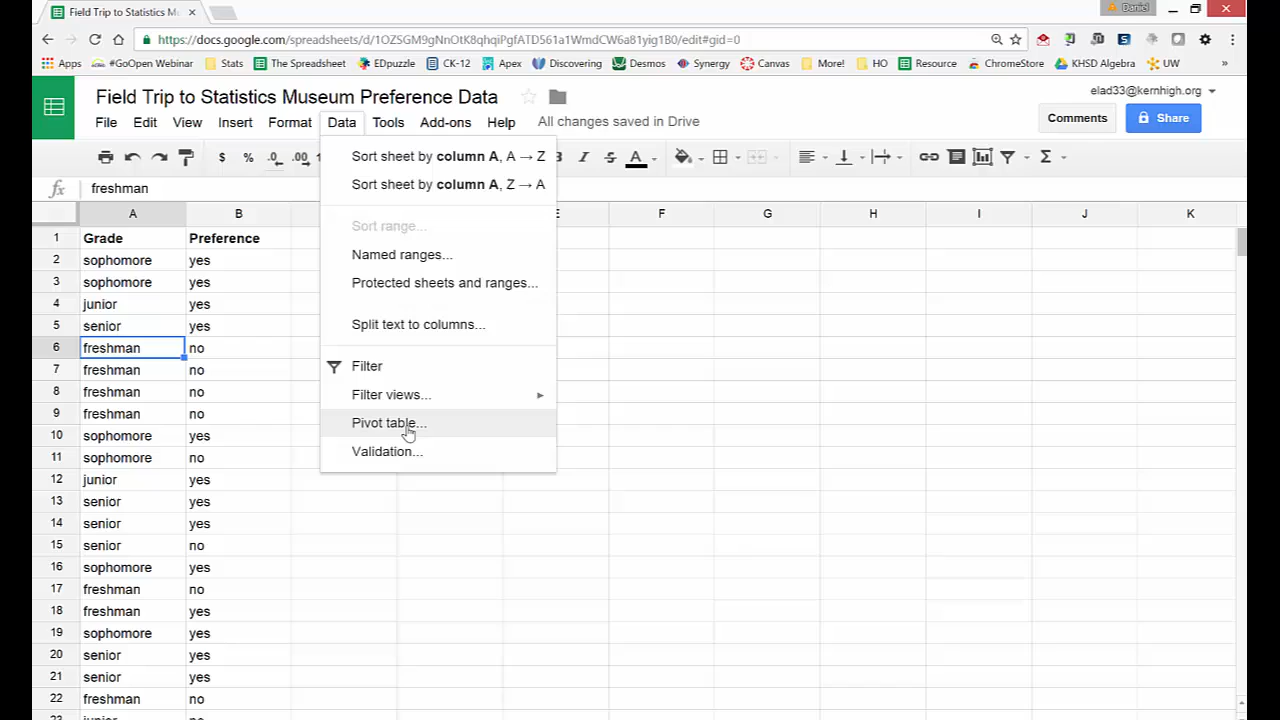 Field Trip to Statistics Mu
Daniel
https://docs.google.com/spreadsheets/d/1OZSGM9gNnOtK8qhqiPgfATD561a1WmdCW6a81yig1B0/edit#gid=0
Apps #GoOpen Webinar Stats The Spreadsheet EDpuzzle CK-12 Apex Discovering Desmos Synergy Canvas More! HO Resource ChromeStore KHSD Algebra UW »
Field Trip to Statistics Museum Preference Data
elad33@kernhigh.org
File Edit View Insert Format Data Tools Add-ons Help All changes saved in Drive
Comments Share
$ % .0 .00
fx freshman
A B E F G H I J K
1 Grade Preference
2 sophomore yes
3 sophomore yes
4 junior yes
5 senior yes
6 freshman no
7 freshman no
8 freshman no
9 freshman no
10 sophomore yes
11 sophomore no
12 junior yes
13 senior yes
14 senior yes
15 senior no
16 sophomore yes
17 freshman no
18 freshman yes
19 sophomore yes
20 senior yes
21 senior yes
22 freshman no
23 junior no
Sort sheet by column A, A → Z
Sort sheet by column A, Z → A
Sort range...
Named ranges...
Protected sheets and ranges...
Split text to columns...
Filter
Filter views...
Pivot table...
Validation...